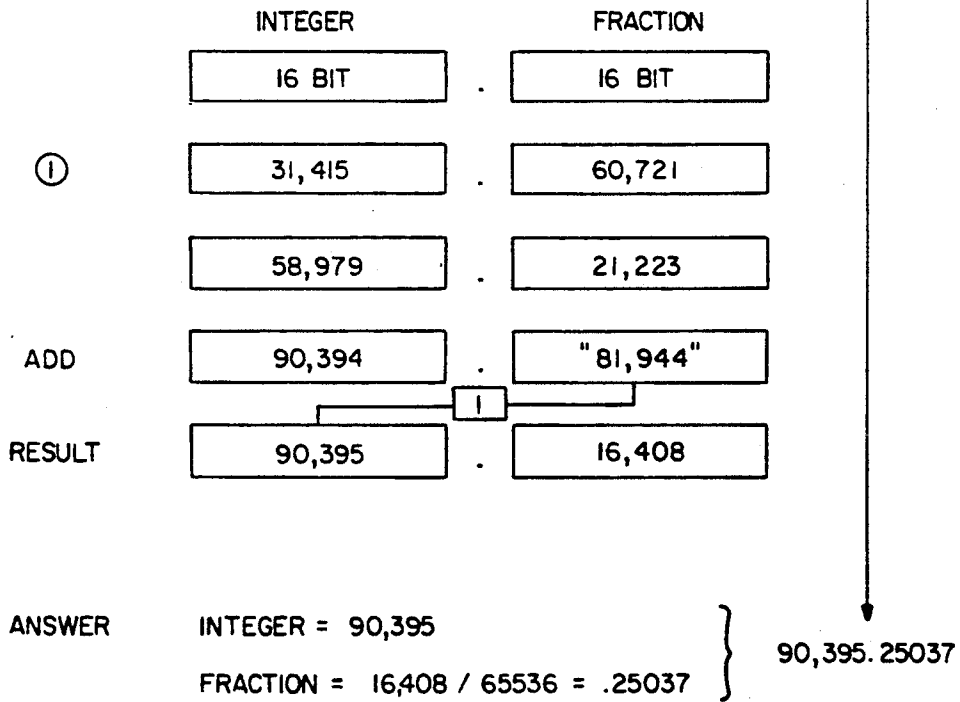 INTEGER FRACTION
16 BIT . 16 BIT
① 31,415 . 60,721
58,979 . 21,223
ADD 90,394 . "81,944"
1
RESULT 90,395 . 16,408
ANSWER INTEGER = 90,395
90,395.25037
FRACTION = 16,408 / 65536 = .25037